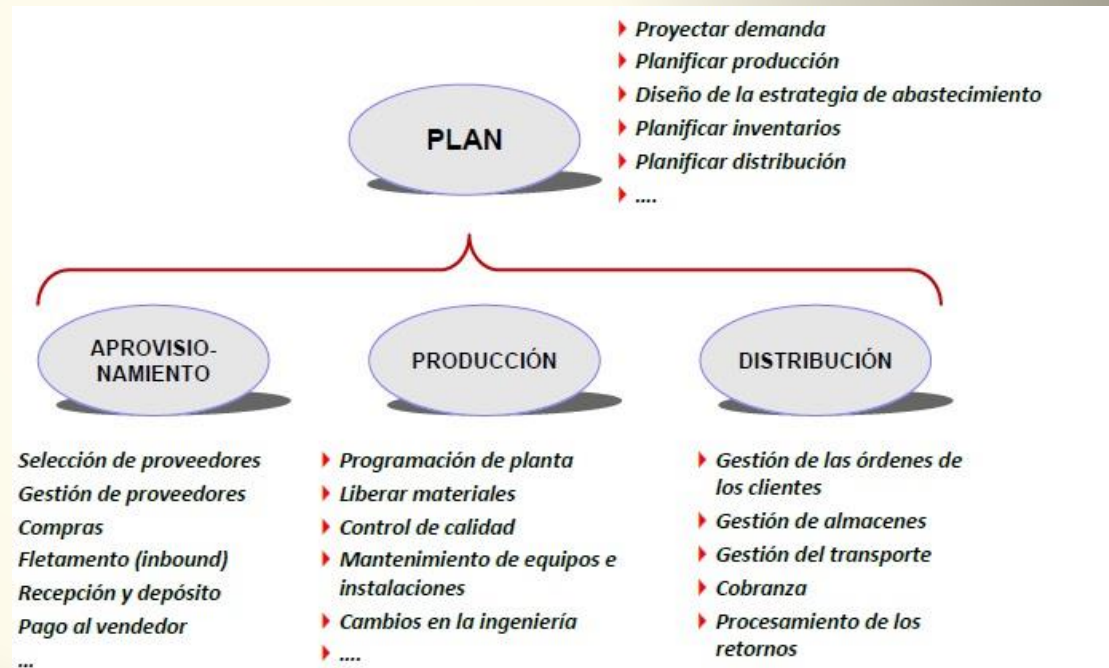 Proyectar demanda
Planificar producción
Diseño de la estrategia de abastecimiento
Planificar inventarios
Planificar distribución
....
PLAN
APROVISIO-
NAMIENTO
PRODUCCIÓN
DISTRIBUCIÓN
Selección de proveedores
Gestión de proveedores
Compras
Fletamento (inbound)
Recepción y depósito
Pago al vendedor
...
Programación de planta
Liberar materiales
Control de calidad
Mantenimiento de equipos e
instalaciones
Cambios en la ingeniería
....
Gestión de las órdenes de
los clientes
Gestión de almacenes
Gestión del transporte
Cobranza
Procesamiento de los
retornos